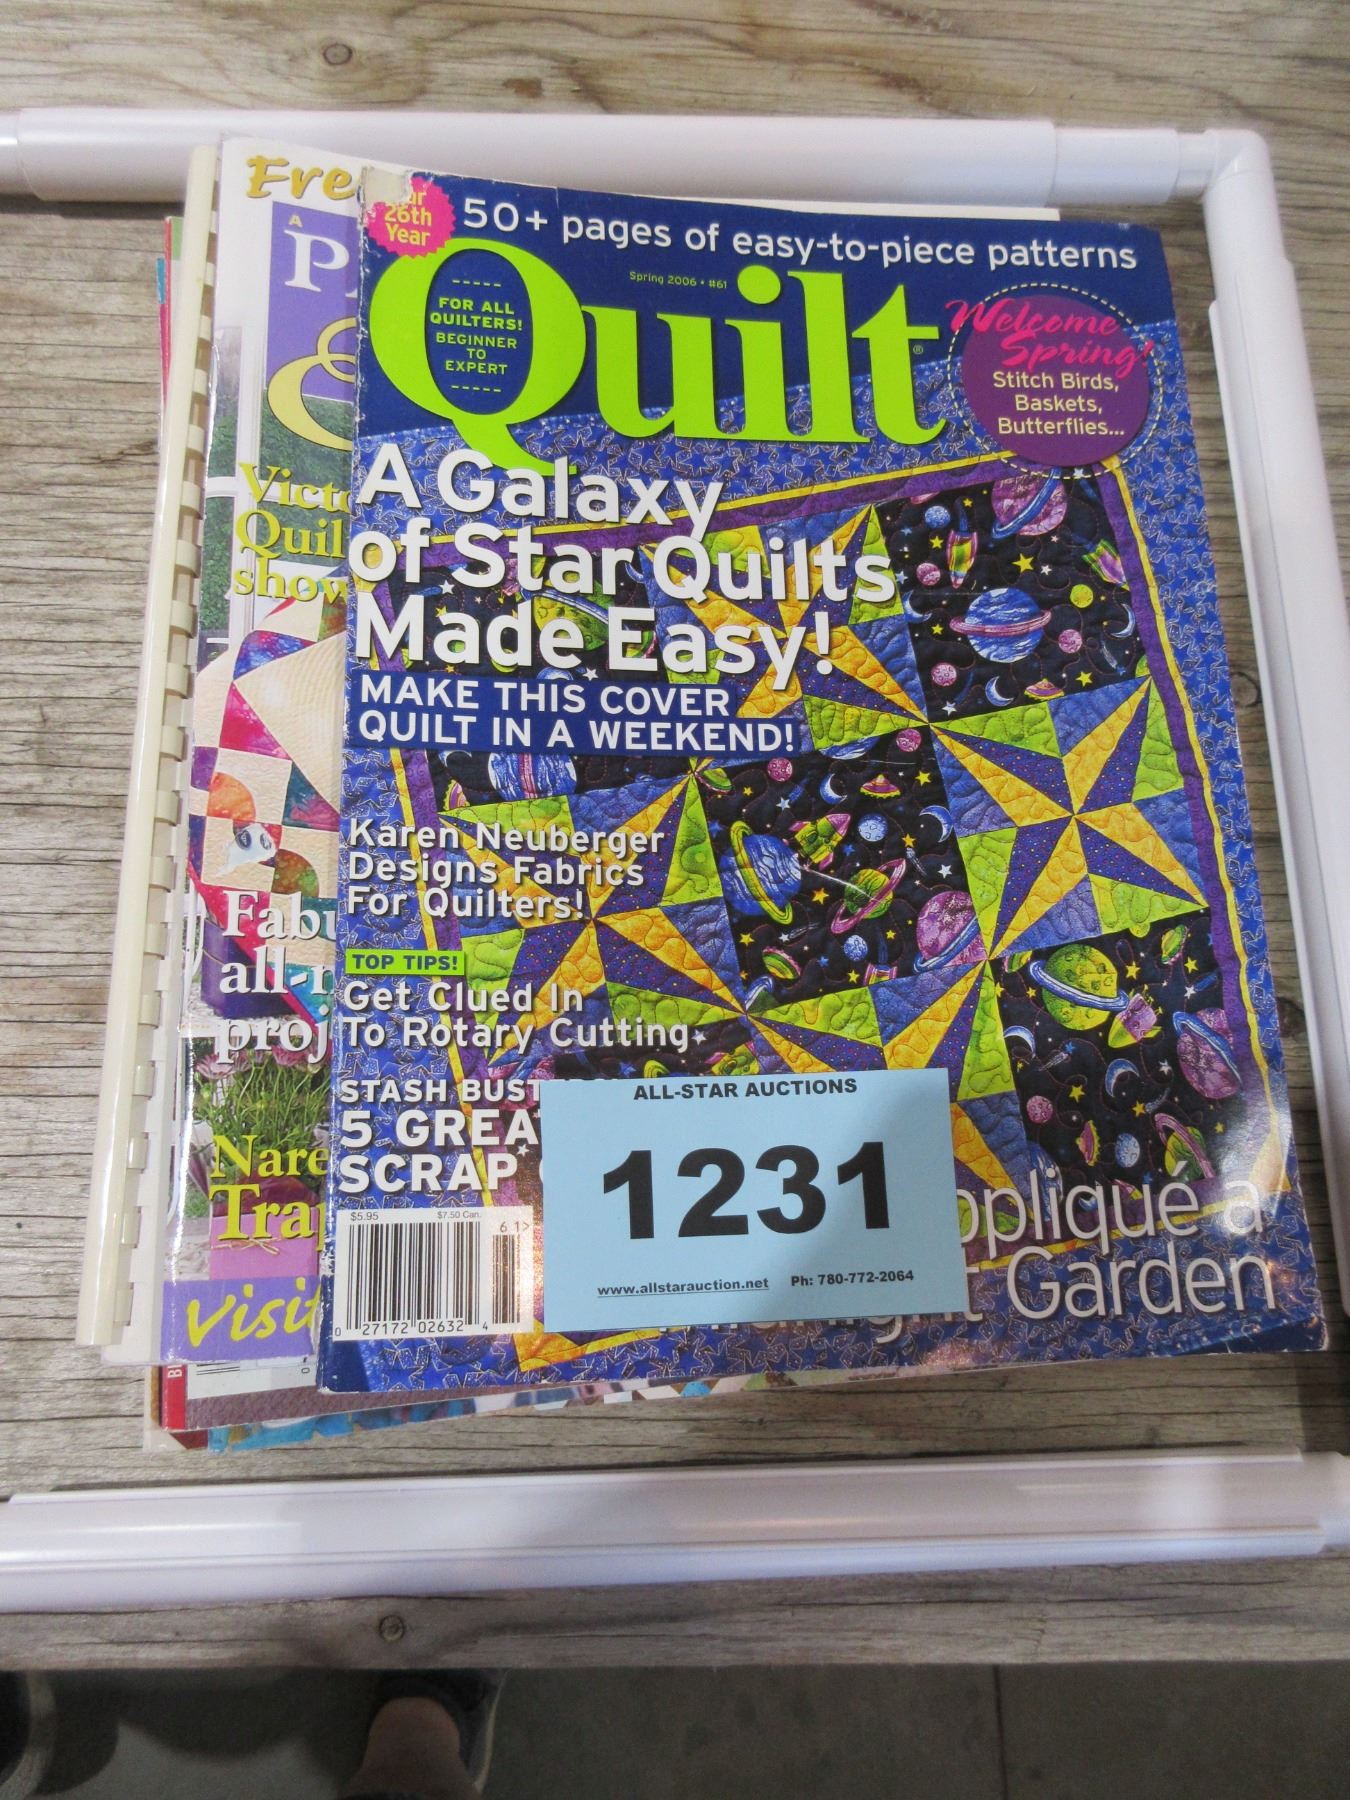 50+ pages of easy-to-piece patterns
26th
Year
Spring 2006 • #61
Quilt®
FOR ALL
QUILTERS!
BEGINNER
TO
EXPERT
Welcome
Spring!
Stitch Birds,
Baskets,
Butterflies...
A Galaxy
of Star Quilts
Made Easy!
MAKE THIS COVER
QUILT IN A WEEKEND!
Karen Neuberger
Designs Fabrics
For Quilters!
TOP TIPS!
Get Clued In
To Rotary Cutting
STASH BUST
5 GREA
SCRAP
ppliqué a
t Garden
$5.95 $7.50 Can.
61>
0 27172 02632 4
ALL-STAR AUCTIONS
1231
www.allstarauction.net Ph: 780-772-2064
Fre
A
P
&
Victo
Quil
show
Fabu
all-n
proj
Nare
Trap
visit
B